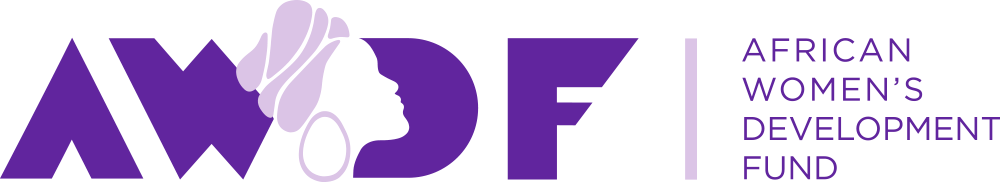 AWDF
AFRICAN
WOMEN'S
DEVELOPMENT
FUND